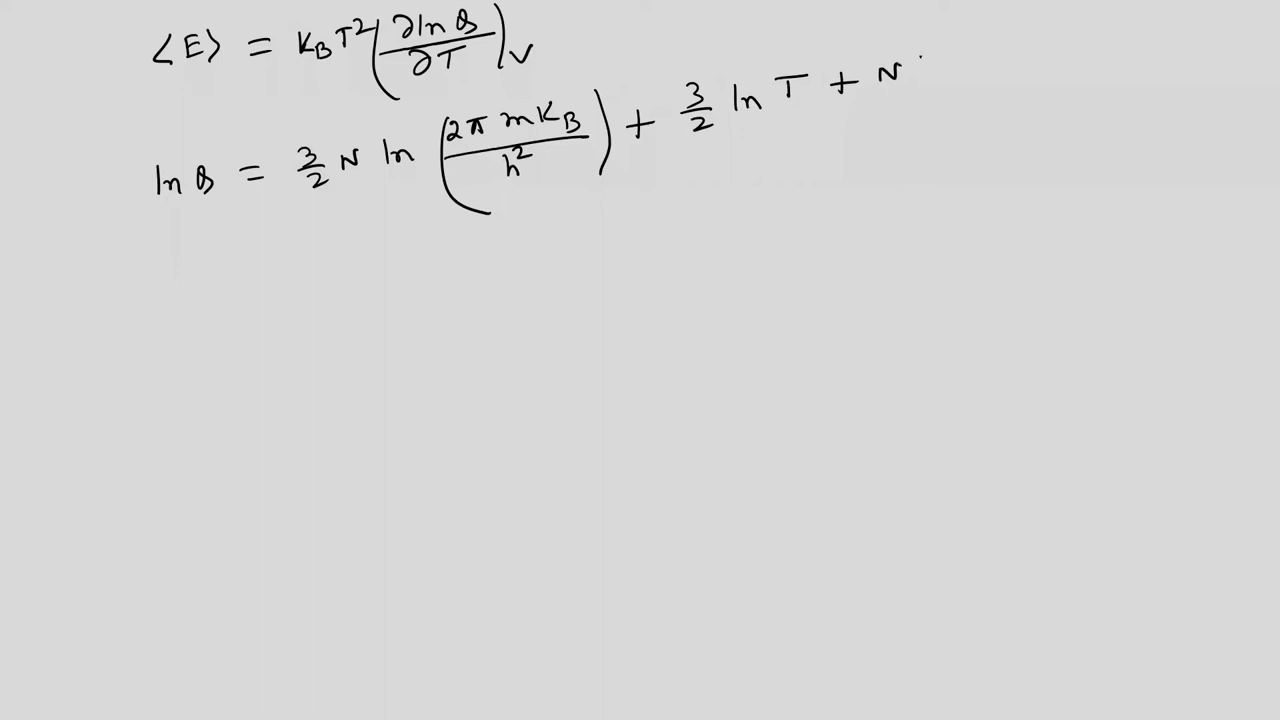 ⟨E⟩ = K_B T² (∂ln Q / ∂T)_V
ln Q = 3/2 N ln (2π m K_B / h²) + 3/2 ln T + N